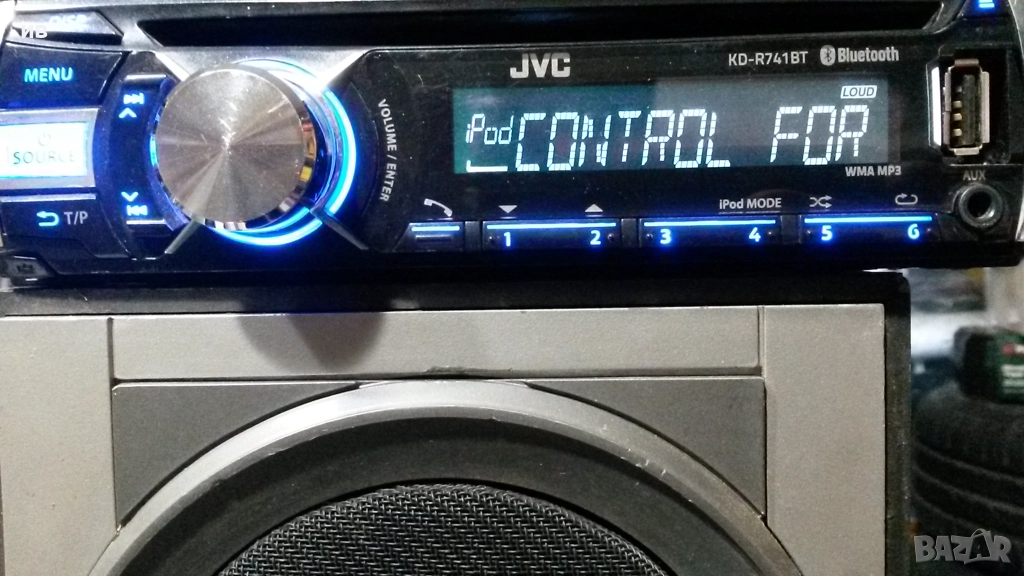 DISP
MENU
SOURCE
T/P
VOLUME / ENTER
JVC
KD-R741BT Bluetooth
LOUD
iPod CONTROL FOR
WMA MP3
AUX
iPod MODE
1 2 3 4 5 6
BAZAR